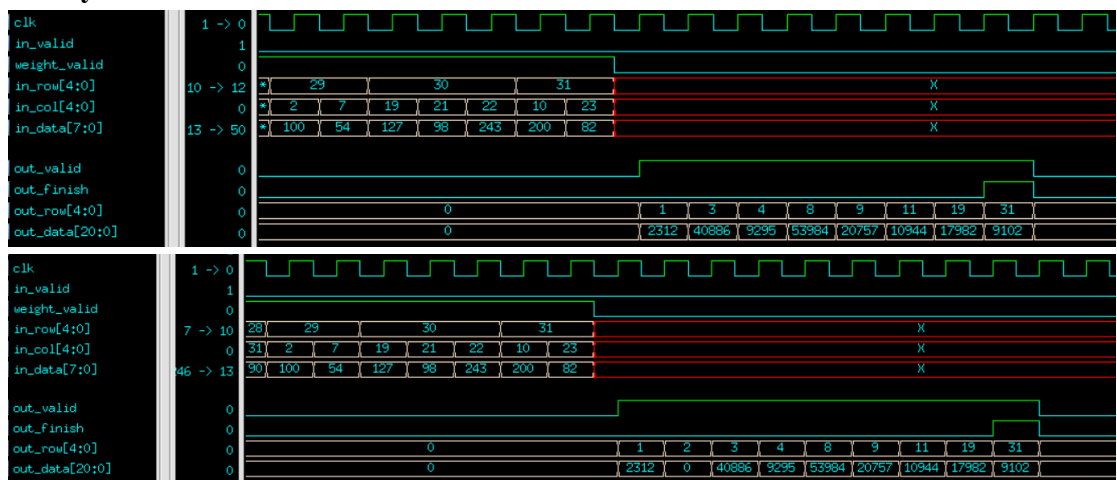 clk 1 -> 0
in_valid 1
weight_valid 0
in_row[4:0] 10 -> 12 * 29 30 31 X
in_col[4:0] 0 * 2 7 19 21 22 10 23 X
in_data[7:0] 13 -> 50 * 100 54 127 98 243 200 82 X
out_valid 0
out_finish 0
out_row[4:0] 0 0 1 3 4 8 9 11 19 31
out_data[20:0] 0 0 2312 40886 9295 53984 20757 10944 17982 9102
clk 1 -> 0
in_valid 1
weight_valid 0
in_row[4:0] 7 -> 10 28 29 30 31 X
in_col[4:0] 0 31 2 7 19 21 22 10 23 X
in_data[7:0] 46 -> 13 90 100 54 127 98 243 200 82 X
out_valid 0
out_finish 0
out_row[4:0] 0 0 1 2 3 4 8 9 11 19 31
out_data[20:0] 0 0 2312 0 40886 9295 53984 20757 10944 17982 9102